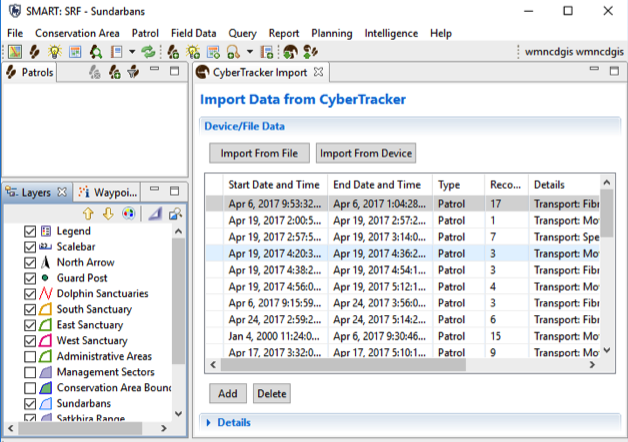 SMART: SRF - Sundarbans
File Conservation Area Patrol Field Data Query Report Planning Intelligence Help
wmncdgis wmncdgis
Patrols
CyberTracker Import
Import Data from CyberTracker
Device/File Data
Import From File Import From Device
Start Date and Time End Date and Time Type Reco... Details
Apr 6, 2017 9:53:32... Apr 6, 2017 1:04:28... Patrol 17 Transport: Fibr
Apr 19, 2017 2:00:5... Apr 19, 2017 2:57:2... Patrol 1 Transport: Mo
Apr 19, 2017 2:57:5... Apr 19, 2017 3:14:0... Patrol 7 Transport: Spe
Apr 19, 2017 4:20:3... Apr 19, 2017 4:36:2... Patrol 3 Transport: Mo
Apr 19, 2017 4:38:2... Apr 19, 2017 4:54:1... Patrol 3 Transport: Fibr
Apr 19, 2017 4:56:0... Apr 19, 2017 5:12:1... Patrol 4 Transport: Mo
Apr 6, 2017 9:15:59... Apr 24, 2017 3:56:0... Patrol 3 Transport: Fibr
Apr 24, 2017 2:59:2... Apr 24, 2017 5:14:2... Patrol 6 Transport: Fibr
Jan 4, 2000 11:24:0... Apr 6, 2017 9:30:46... Patrol 15 Transport: Mo
Apr 17, 2017 3:32:0... Apr 17, 2017 5:10:1... Patrol 9 Transport: Mo
Add Delete
Details
Layers Waypoi...
Legend
Scalebar
North Arrow
Guard Post
Dolphin Sanctuaries
South Sanctuary
East Sanctuary
West Sanctuary
Administrative Areas
Management Sectors
Conservation Area Bound
Sundarbans
Satkhira Range